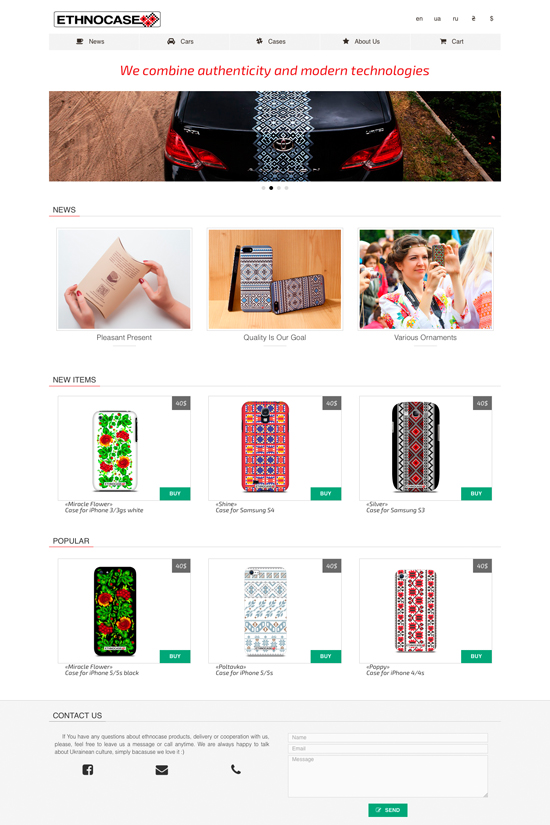 ETHNOCASE
en ua ru ₴ $
News Cars Cases About Us Cart
We combine authenticity and modern technologies
NEWS
Pleasant Present Quality Is Our Goal Various Ornaments
NEW ITEMS
40$ 40$ 40$
BUY BUY BUY
«Miracle Flower» «Shine» «Silver»
Case for iPhone 3/3gs white Case for Samsung S4 Case for Samsung S3
POPULAR
40$ 40$ 40$
BUY BUY BUY
«Miracle Flower» «Poltavka» «Poppy»
Case for iPhone 5/5s black Case for iPhone 5/5s Case for iPhone 4/4s
CONTACT US
If You have any questions about ethnocase products, delivery or cooperation with us,
please, feel free to leave us a message or call anytime. We are always happy to talk
about Ukrainean culture, simply bacasuse we love it :)
Name
Email
Message
SEND